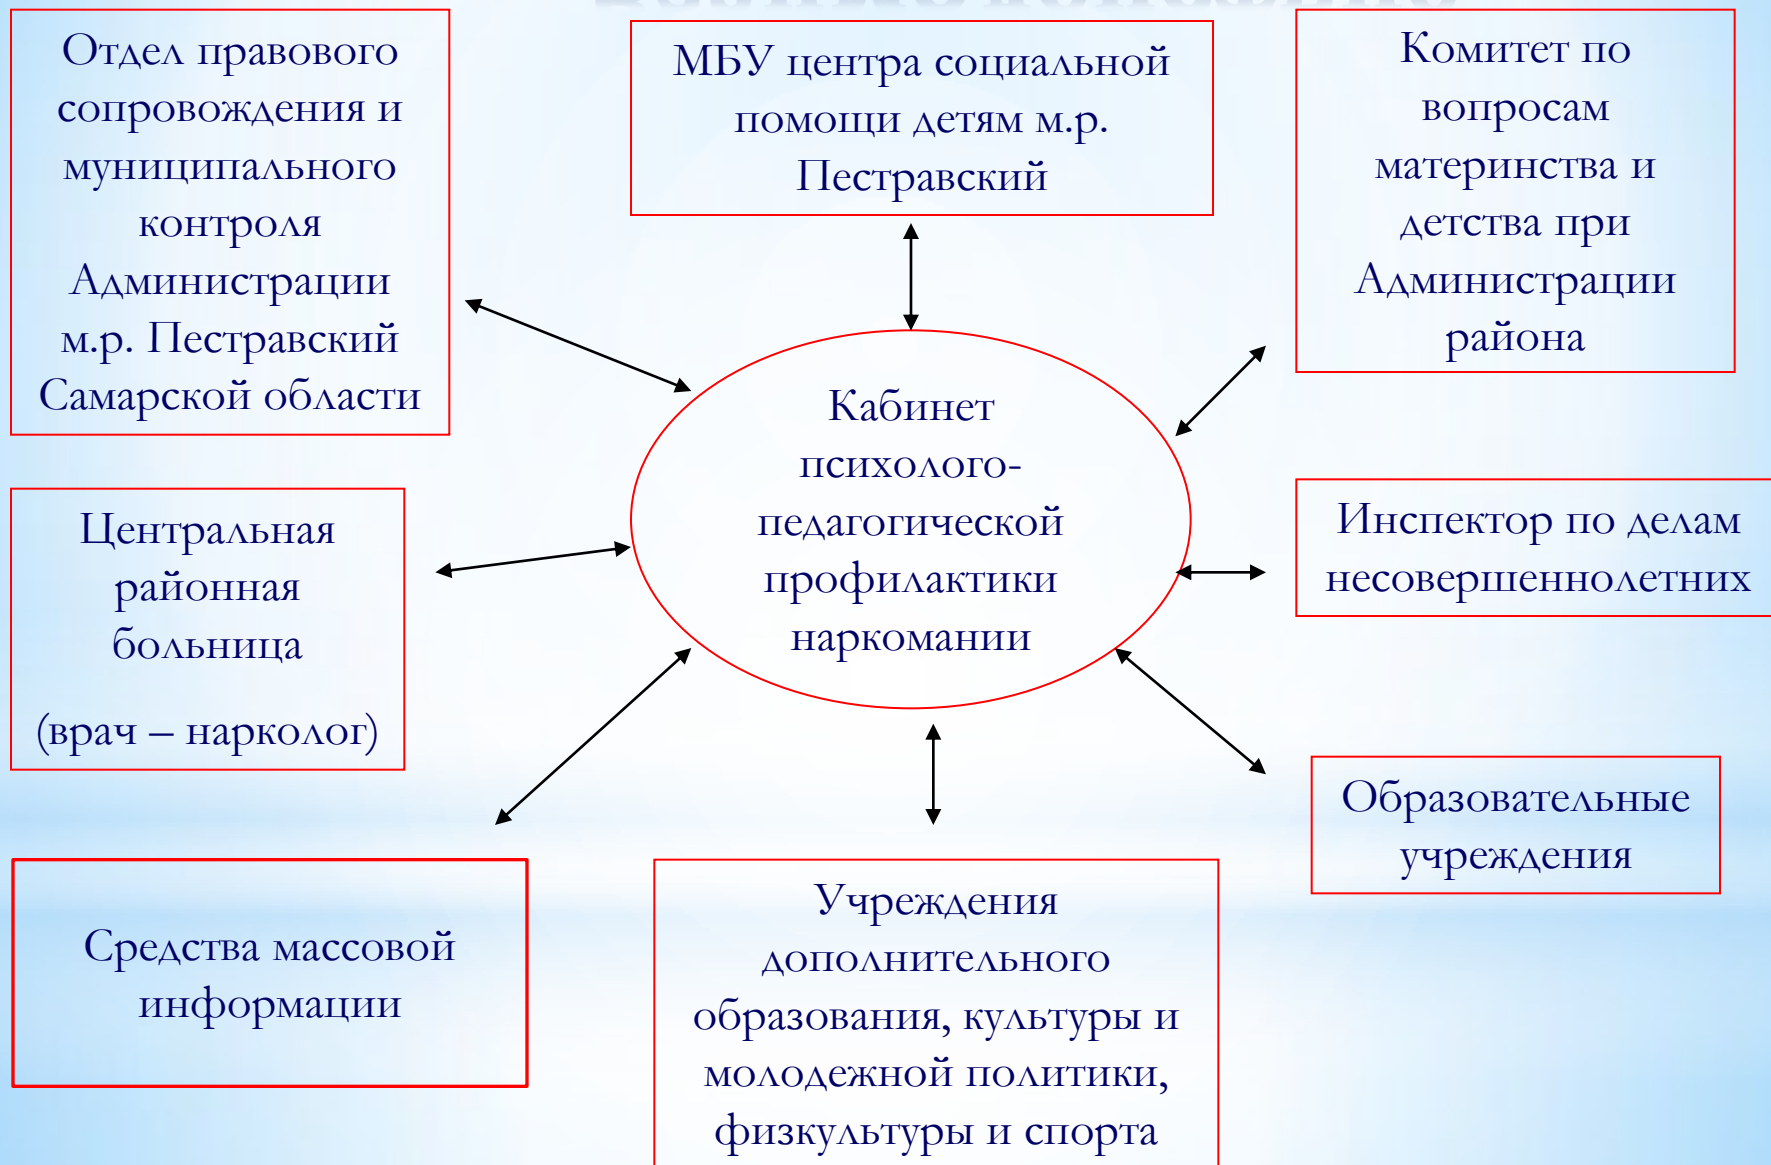 Отдел правового
сопровождения и
муниципального
контроля
Администрации
м.р. Пестравский
Самарской области
МБУ центра социальной
помощи детям м.р.
Пестравский
Комитет по
вопросам
материнства и
детства при
Администрации
района
Кабинет
психолого-
педагогической
профилактики
наркомании
Центральная
районная
больница
(врач – нарколог)
Инспектор по делам
несовершеннолетних
Образовательные
учреждения
Средства массовой
информации
Учреждения
дополнительного
образования, культуры и
молодежной политики,
физкультуры и спорта